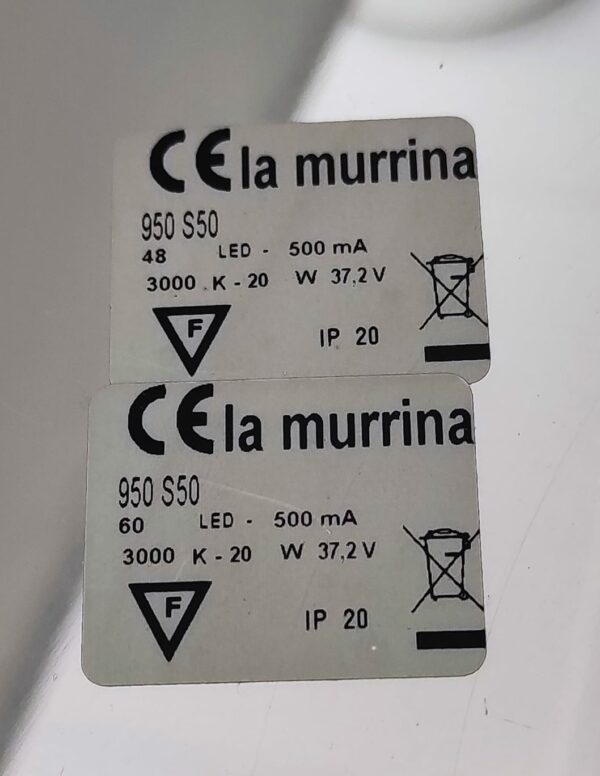 CE la murrina
950 S50
48 LED - 500 mA
3000 . K - 20 W 37,2 V
F IP 20
CE la murrina
950 S50
60 LED - 500 mA
3000 K - 20 W 37,2 V
F IP 20